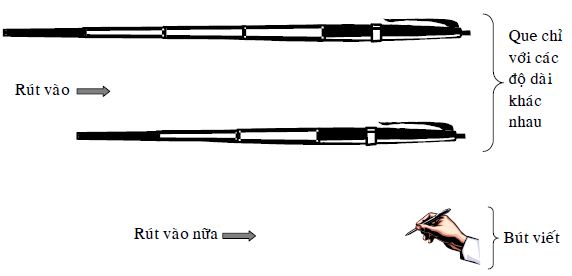 Que chỉ
với các
độ dài
khác
nhau
Rút vào
Rút vào nữa
Bút viết